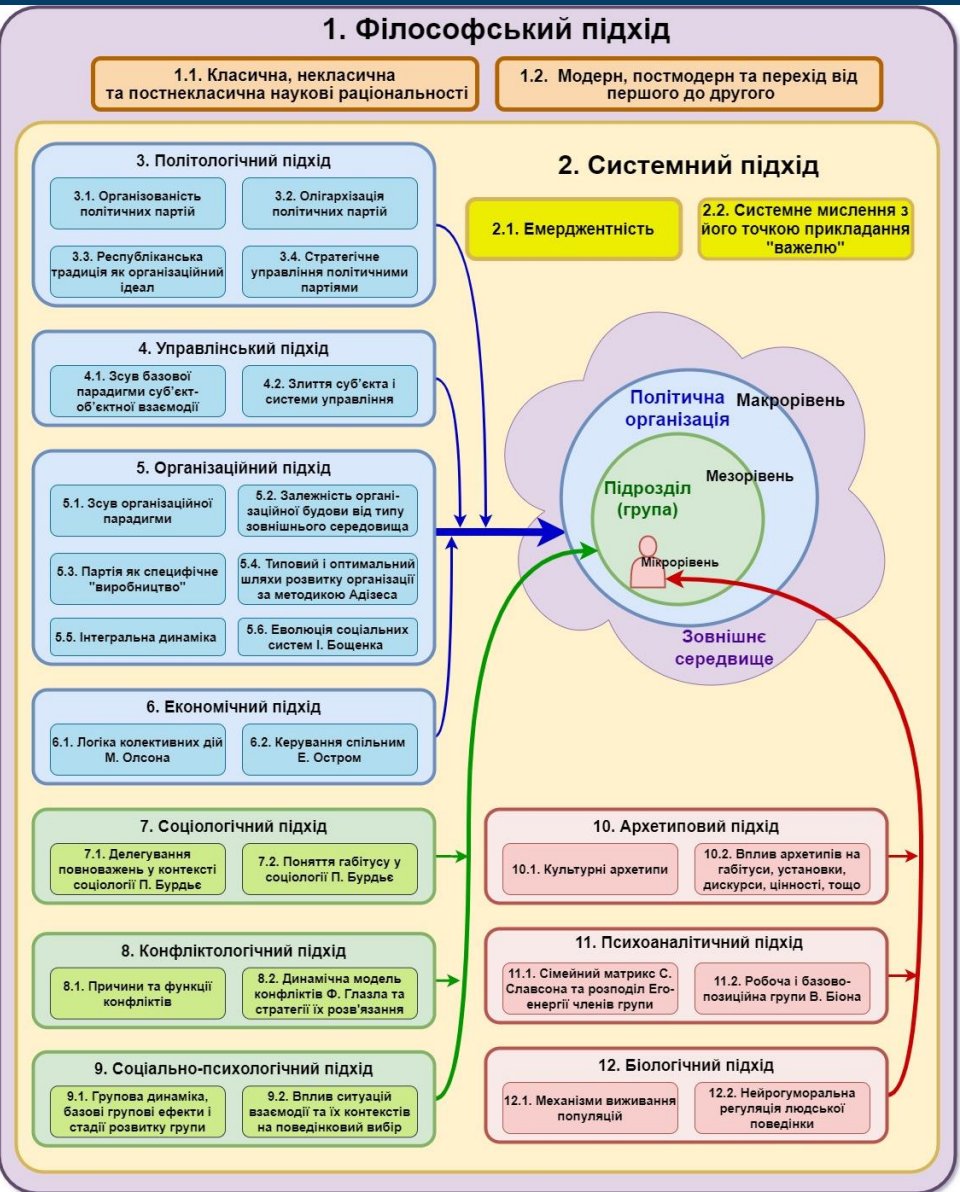 1. Філософський підхід
1.1. Класична, некласична
та постнекласична наукові раціональності
1.2. Модерн, постмодерн та перехід від
першого до другого
3. Політологічний підхід
3.1. Організованість
політичних партій
3.2. Олігархізація
політичних партій
3.3. Республіканська
традиція як організаційний
ідеал
3.4. Стратегічне
управління політичними
партіями
2. Системний підхід
2.1. Емерджентність
2.2. Системне мислення з
його точкою прикладання
"важелю"
4. Управлінський підхід
4.1. Зсув базової
парадигми суб’єкт-
об’єктної взаємодії
4.2. Злиття суб’єкта і
системи управління
5. Організаційний підхід
5.1. Зсув організаційної
парадигми
5.2. Залежність органі-
заційної будови від типу
зовнішнього середовища
5.3. Партія як специфічне
"виробництво"
5.4. Типовий і оптимальний
шляхи розвитку організації
за методикою Адізеса
5.5. Інтегральна динаміка
5.6. Еволюція соціальних
систем І. Бощенка
6. Економічний підхід
6.1. Логіка колективних дій
М. Олсона
6.2. Керування спільним
Е. Остром
Політична
організація
Макрорівень
Мезорівень
Підрозділ
(група)
Мікрорівень
Зовнішнє
середвище
7. Соціологічний підхід
7.1. Делегування
повноважень у контексті
соціології П. Бурдьє
7.2. Поняття габітусу у
соціології П. Бурдьє
8. Конфліктологічний підхід
8.1. Причини та функції
конфліктів
8.2. Динамічна модель
конфліктів Ф. Глазла та
стратегії їх розв'язання
9. Соціально-психологічний підхід
9.1. Групова динаміка,
базові групові ефекти і
стадії розвитку групи
9.2. Вплив ситуацій
взаємодії та їх контекстів
на поведінковий вибір
10. Архетиповий підхід
10.1. Культурні архетипи
10.2. Вплив архетипів на
габітуси, установки,
дискурси, цінності, тощо
11. Психоаналітичний підхід
11.1. Сімейний матрикс С.
Славсона та розподіл Его-
енергії членів групи
11.2. Робоча і базово-
позиційна групи В. Біона
12. Біологічний підхід
12.1. Механізми виживання
популяцій
12.2. Нейрогуморальна
регуляція людської
поведінки